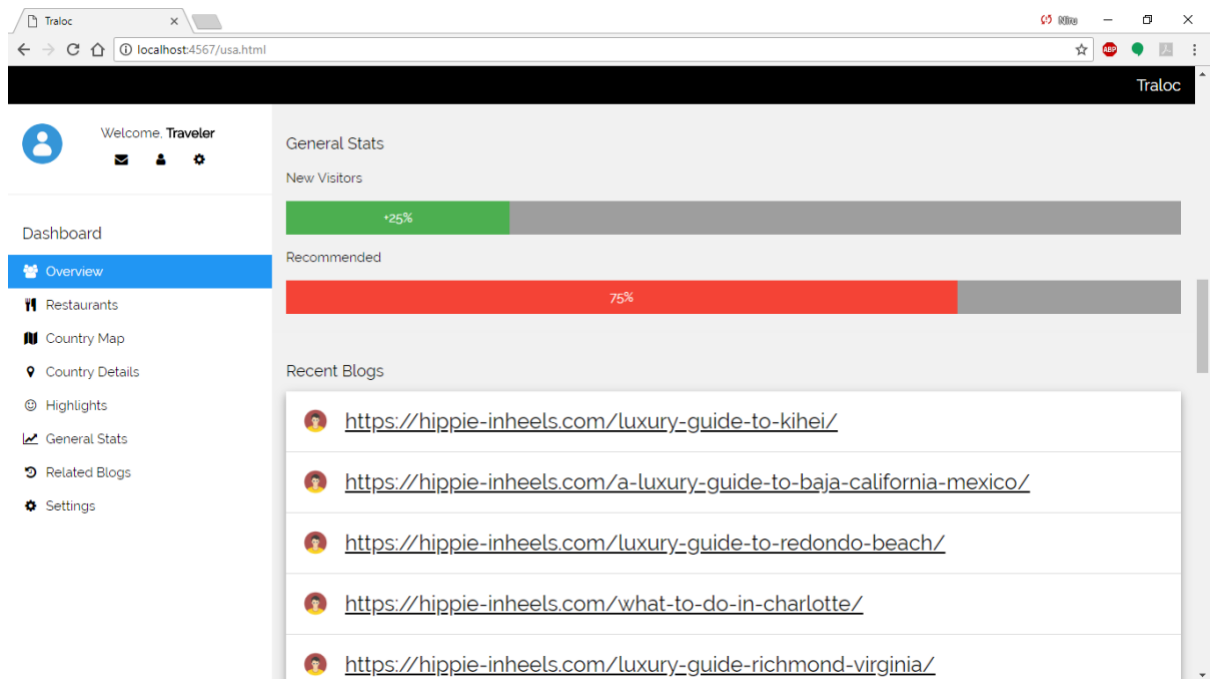 Traloc
Niru
localhost:4567/usa.html
ABP
Traloc
Welcome, Traveler
Dashboard
Overview
Restaurants
Country Map
Country Details
Highlights
General Stats
Related Blogs
Settings
General Stats
New Visitors
+25%
Recommended
75%
Recent Blogs
https://hippie-inheels.com/luxury-guide-to-kihei/
https://hippie-inheels.com/a-luxury-guide-to-baja-california-mexico/
https://hippie-inheels.com/luxury-guide-to-redondo-beach/
https://hippie-inheels.com/what-to-do-in-charlotte/
https://hippie-inheels.com/luxury-guide-richmond-virginia/